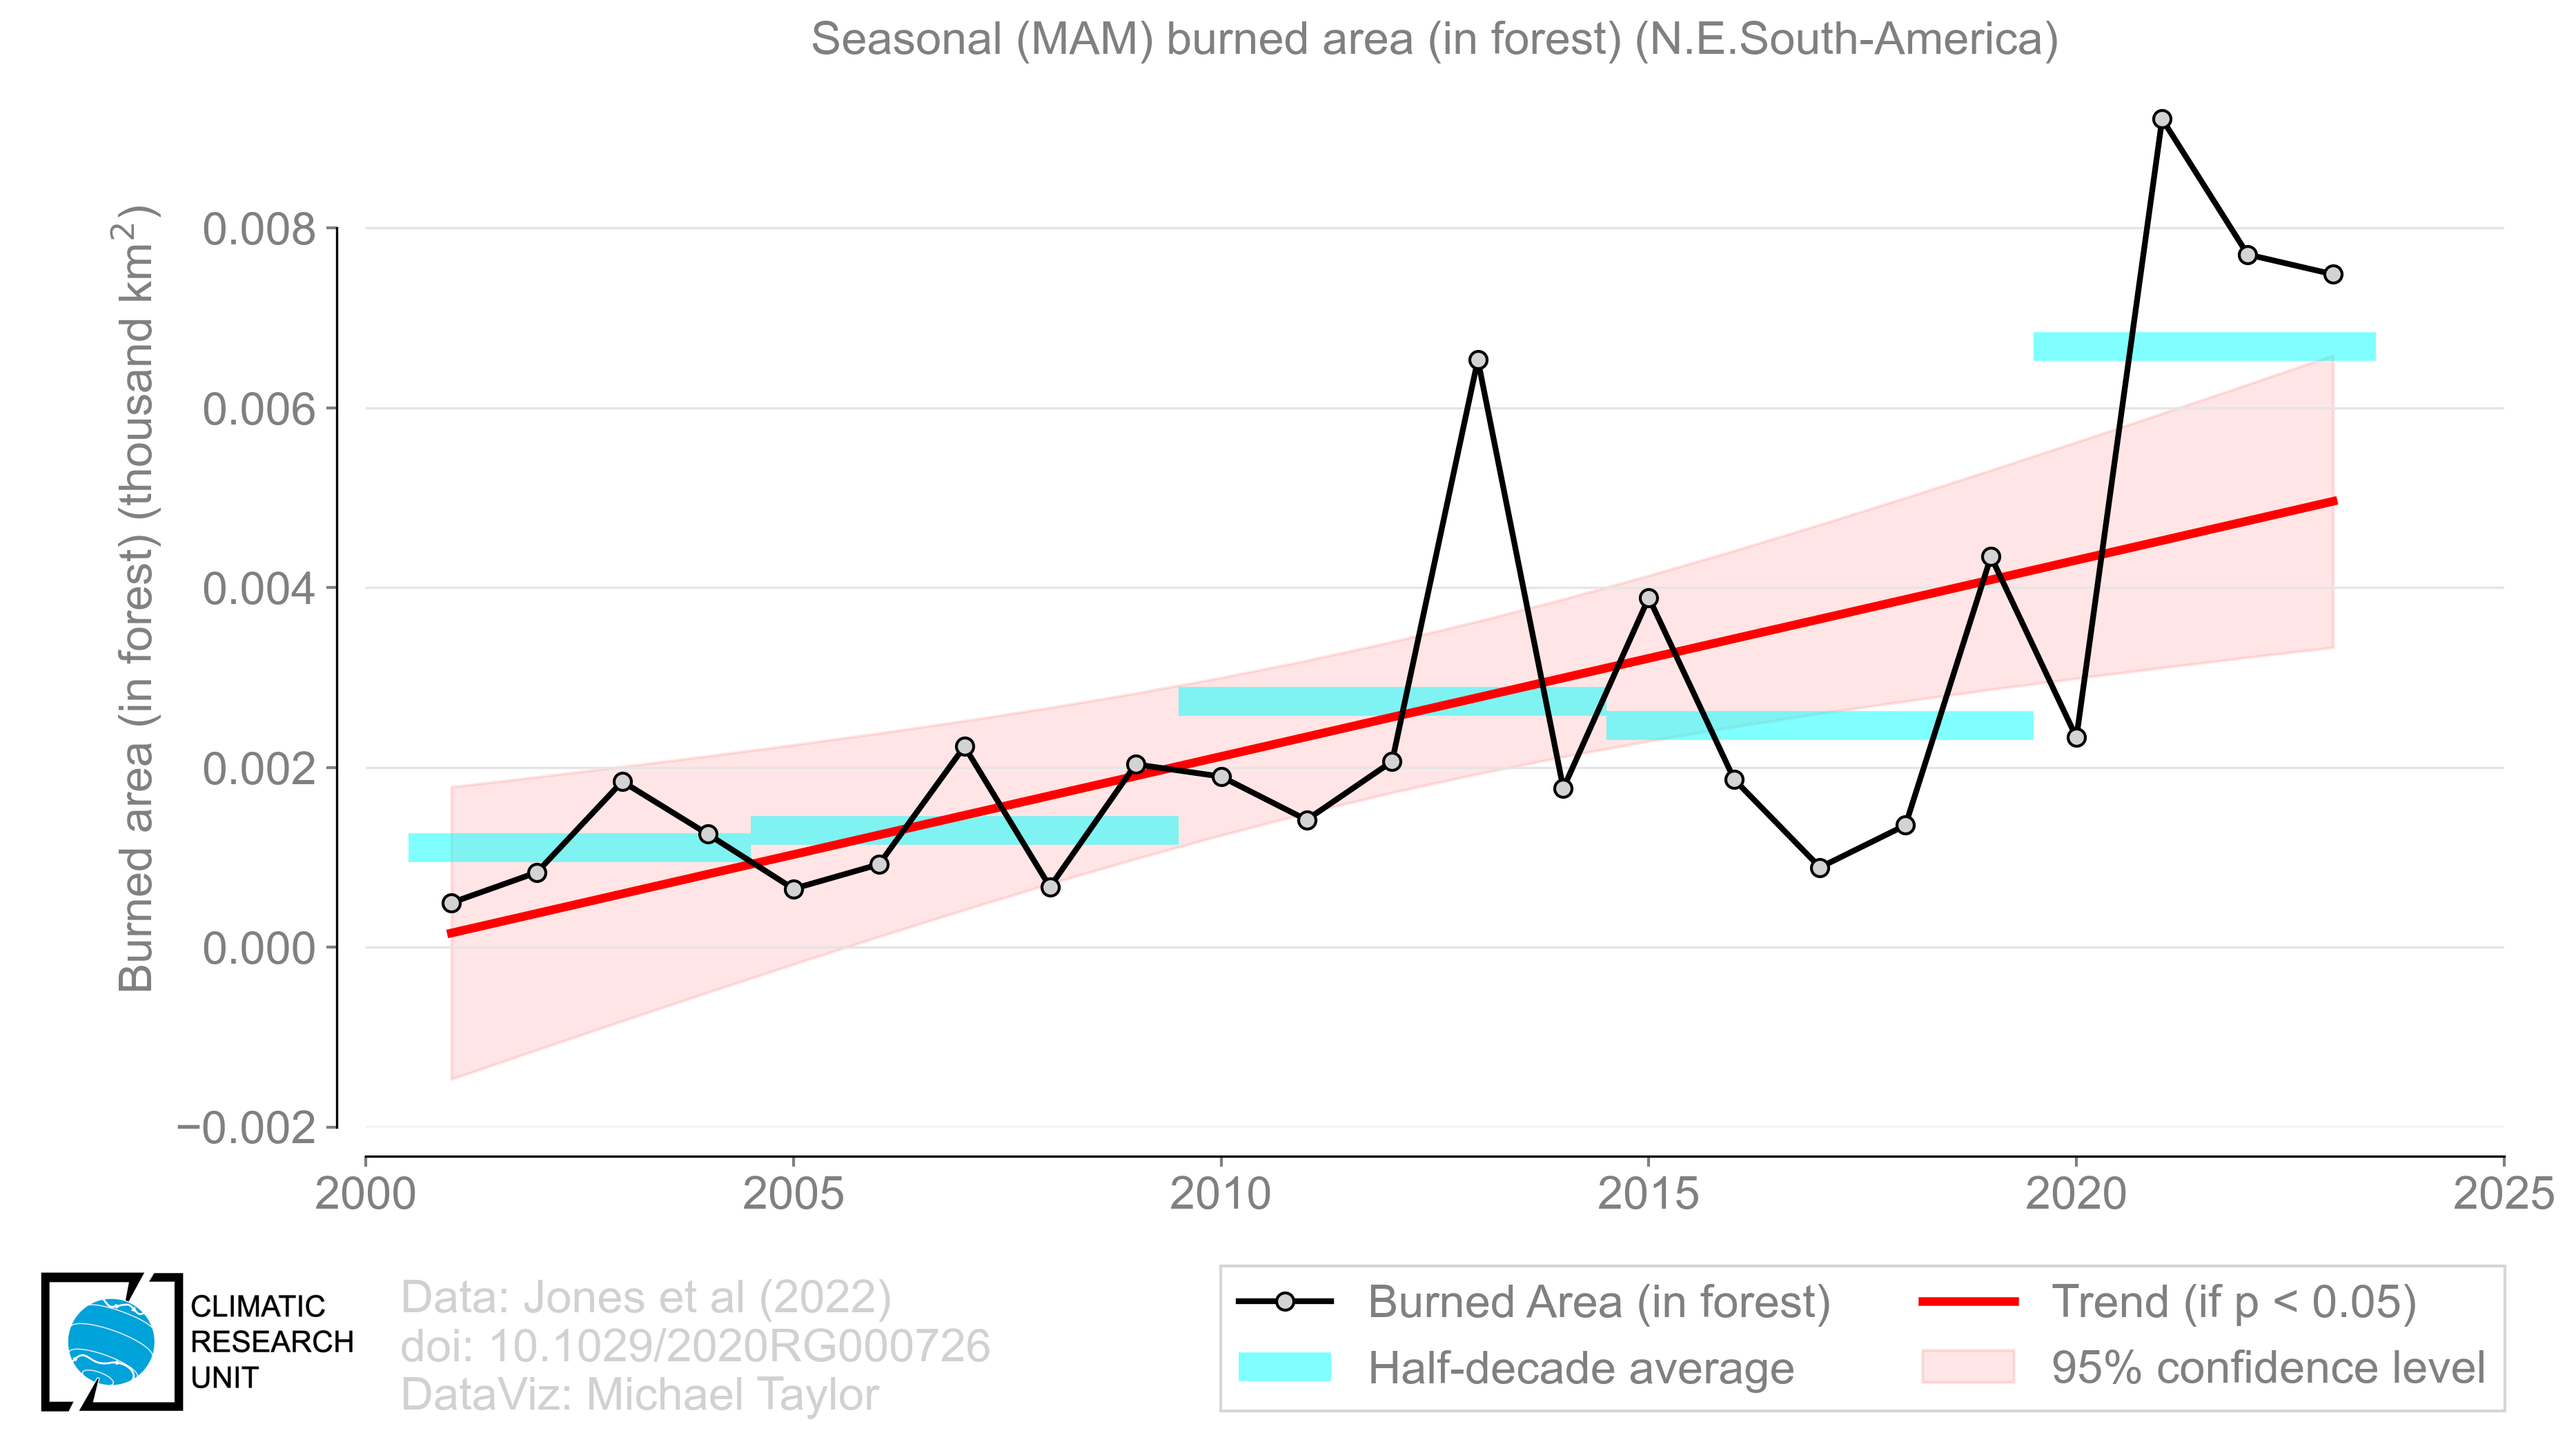 Seasonal (MAM) burned area (in forest) (N.E.South-America)
Burned area (in forest) (thousand km²)
0.008
0.006
0.004
0.002
0.000
−0.002
2000 2005 2010 2015 2020 2025
CLIMATIC
RESEARCH
UNIT
Data: Jones et al (2022)
doi: 10.1029/2020RG000726
DataViz: Michael Taylor
Burned Area (in forest)
Half-decade average
Trend (if p < 0.05)
95% confidence level